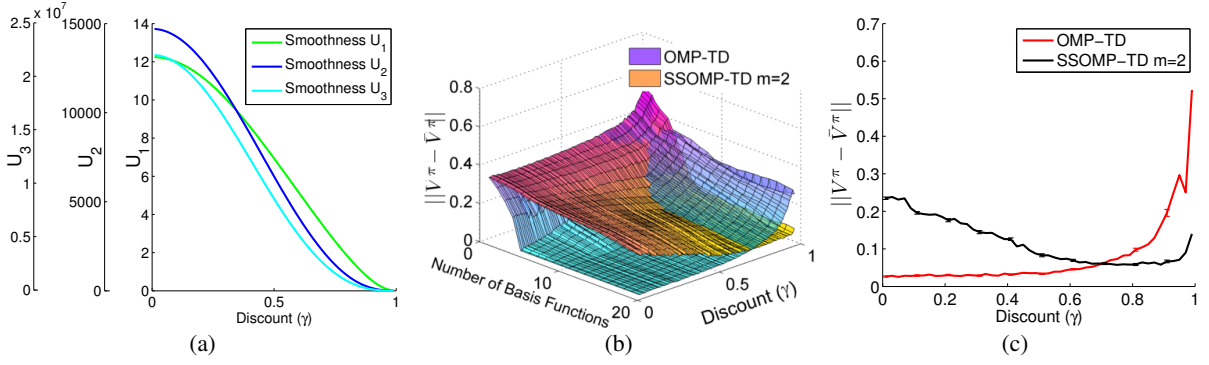 2.5 x 10⁷
2
1.5
1
0.5
0
U₃
15000
10000
5000
0
U₂
14
12
10
8
6
4
2
0
U₁
Smoothness U₁
Smoothness U₂
Smoothness U₃
0 0.5 1
Discount (γ)
(a)
OMP-TD
SSOMP-TD m=2
0.8
0.6
0.4
0.2
0
||V^π − V̄^π||
0 10 20
Number of Basis Functions
0 0.5 1
Discount (γ)
(b)
0.7
0.6
0.5
0.4
0.3
0.2
0.1
0
||V^π − V̄^π||
OMP−TD
SSOMP−TD m=2
0 0.2 0.4 0.6 0.8 1
Discount (γ)
(c)